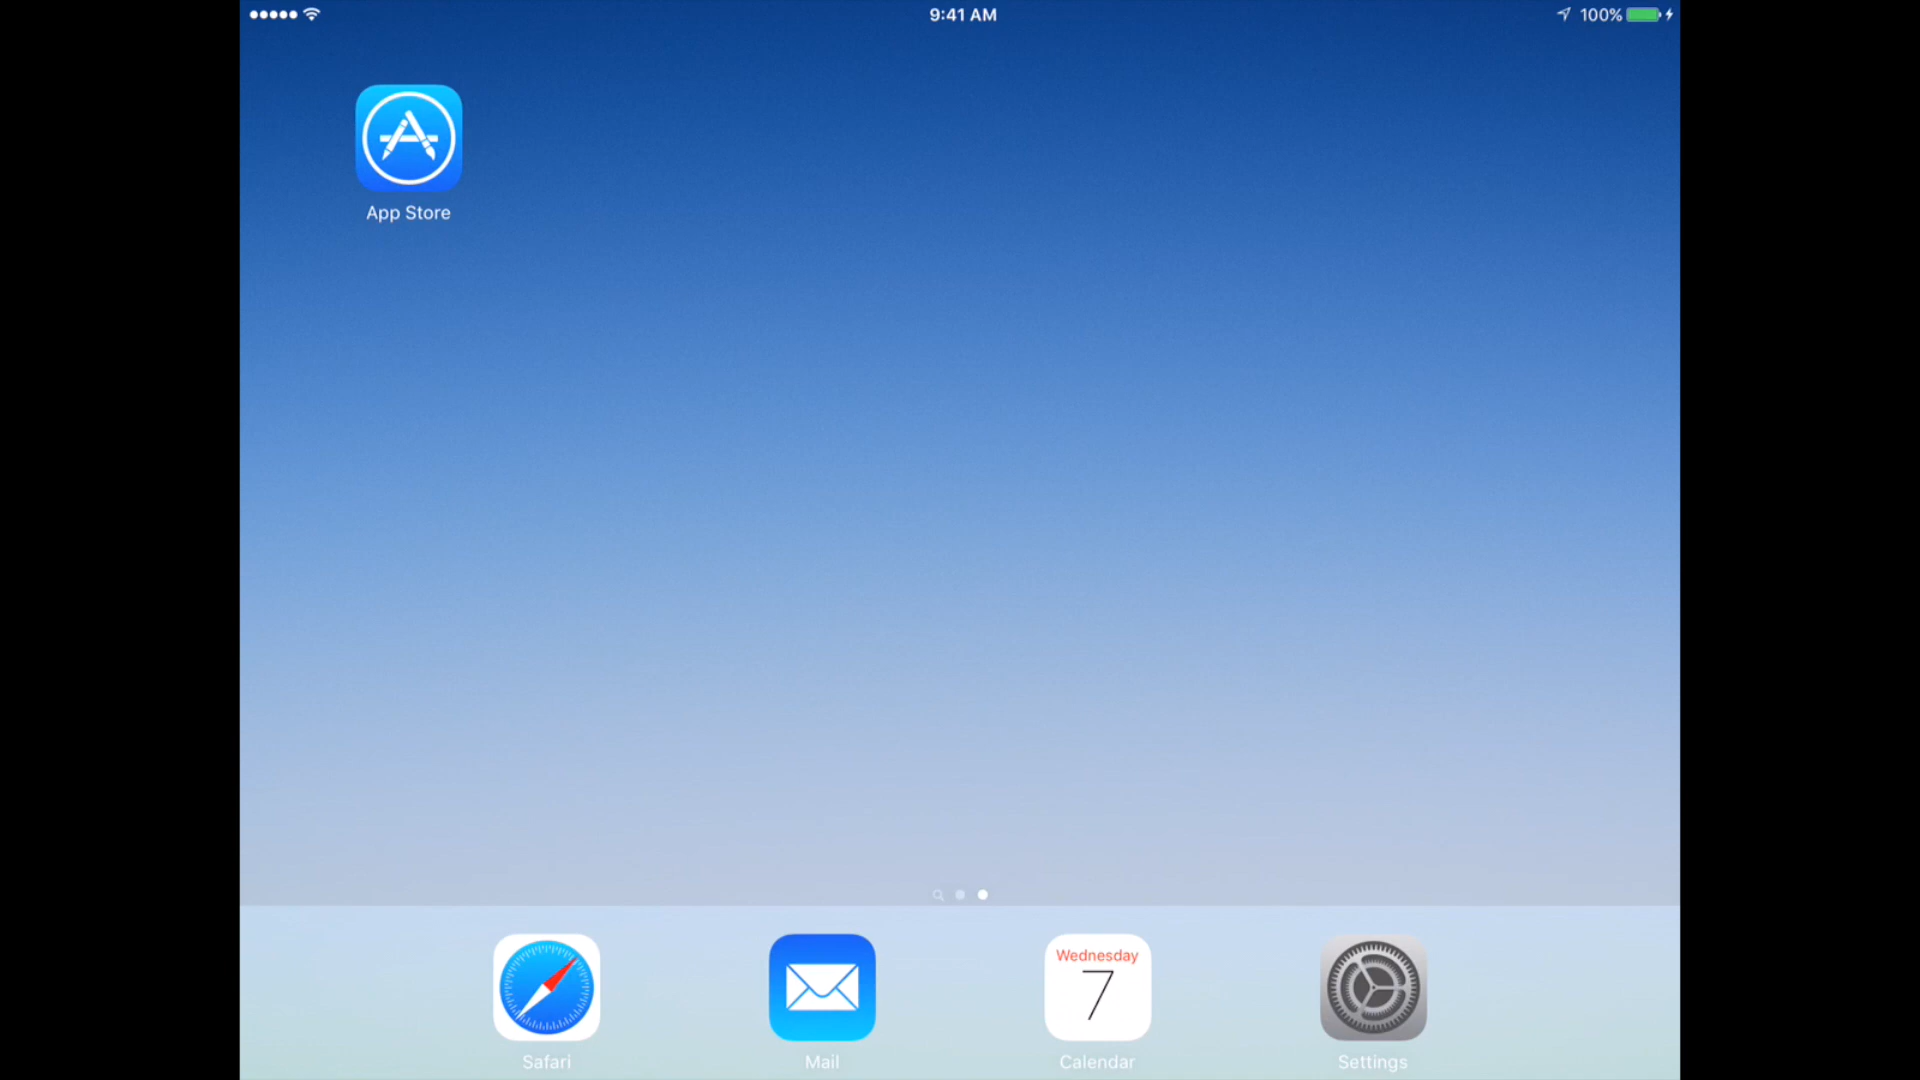 9:41 AM
100%
App Store
Wednesday
7
Safari
Mail
Calendar
Settings